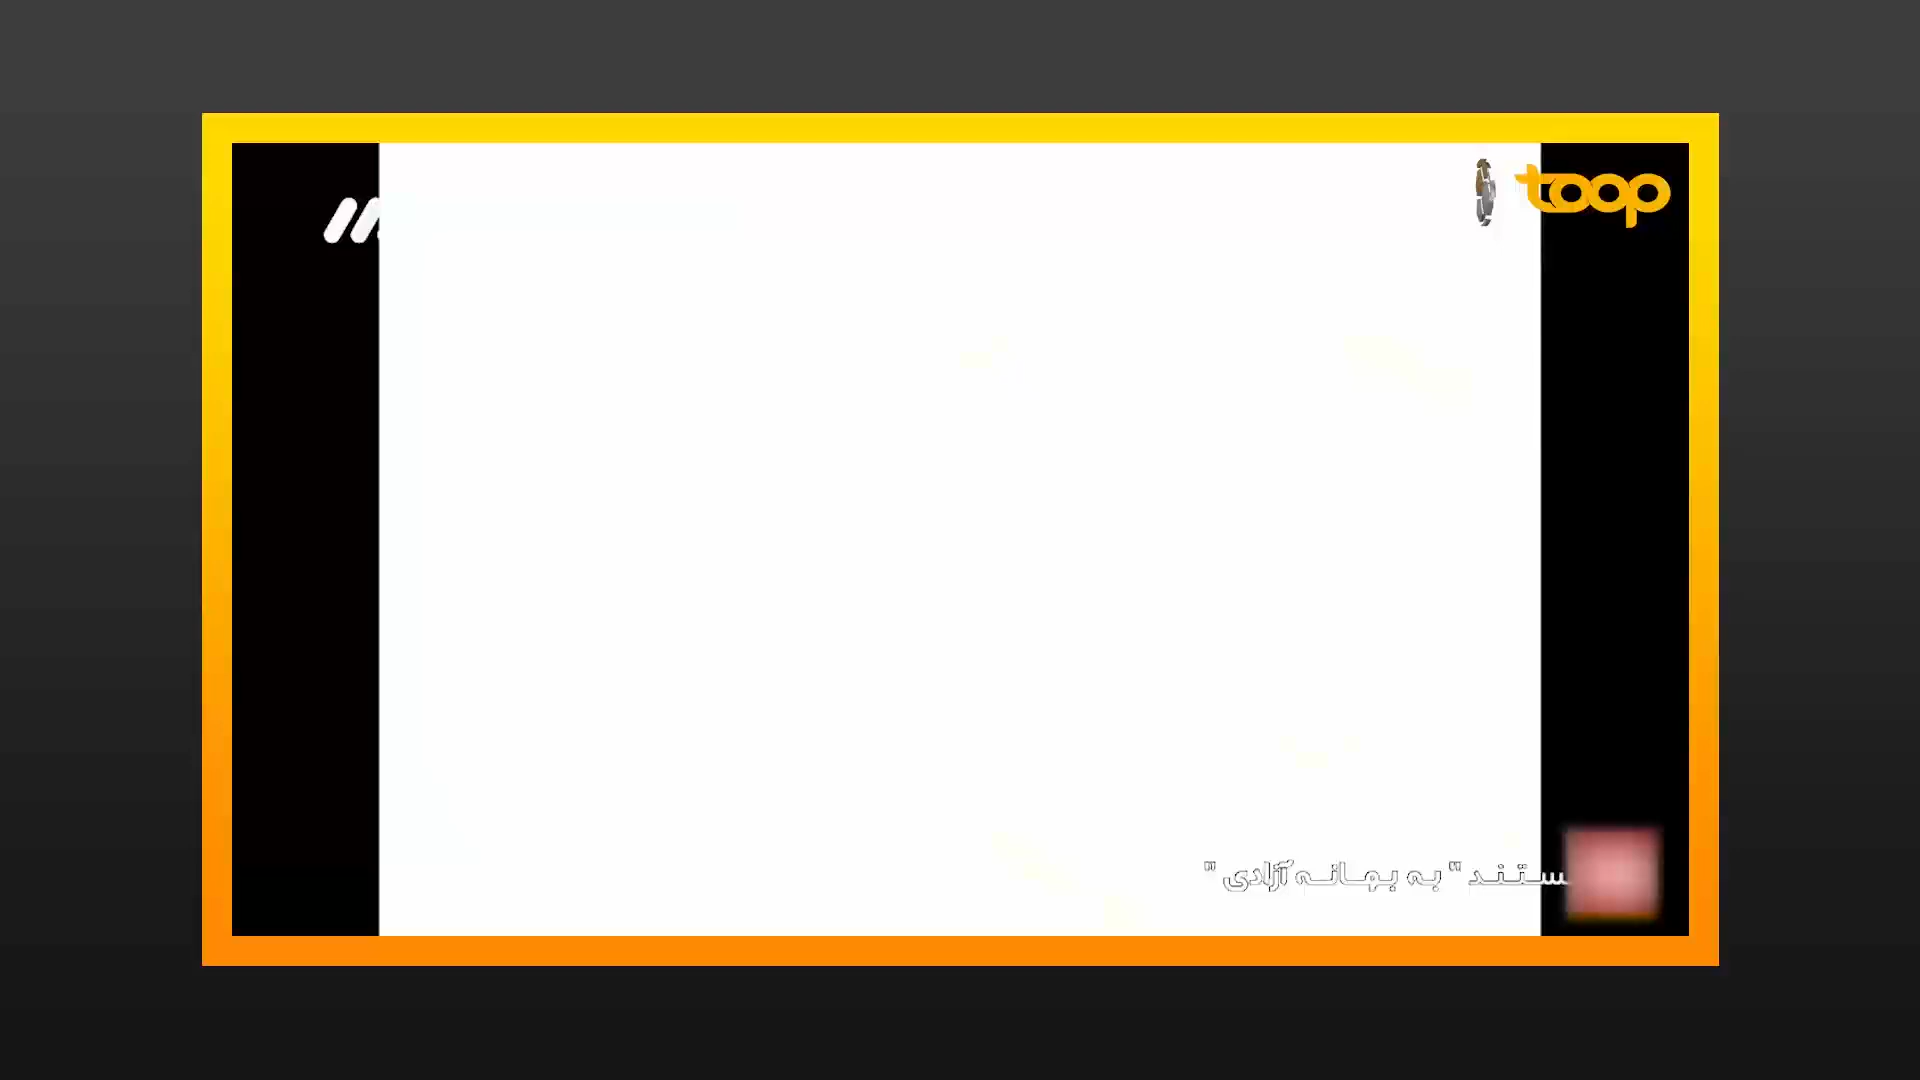 toop
ستند " به بهانه آزادی "